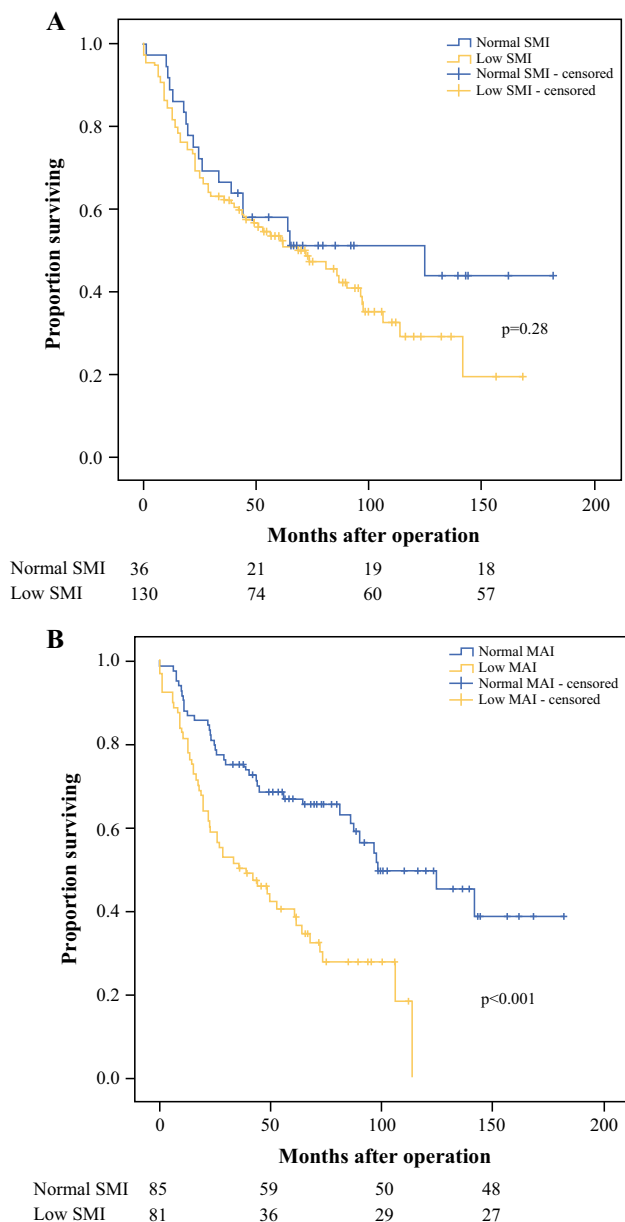 A
Normal SMI
Low SMI
Normal SMI - censored
Low SMI - censored
1.0
0.8
0.6
0.4
0.2
0.0
Proportion surviving
p=0.28
0 50 100 150 200
Months after operation
Normal SMI 36 21 19 18
Low SMI 130 74 60 57
B
Normal MAI
Low MAI
Normal MAI - censored
Low MAI - censored
1.0
0.8
0.6
0.4
0.2
0.0
Proportion surviving
p<0.001
0 50 100 150 200
Months after operation
Normal SMI 85 59 50 48
Low SMI 81 36 29 27